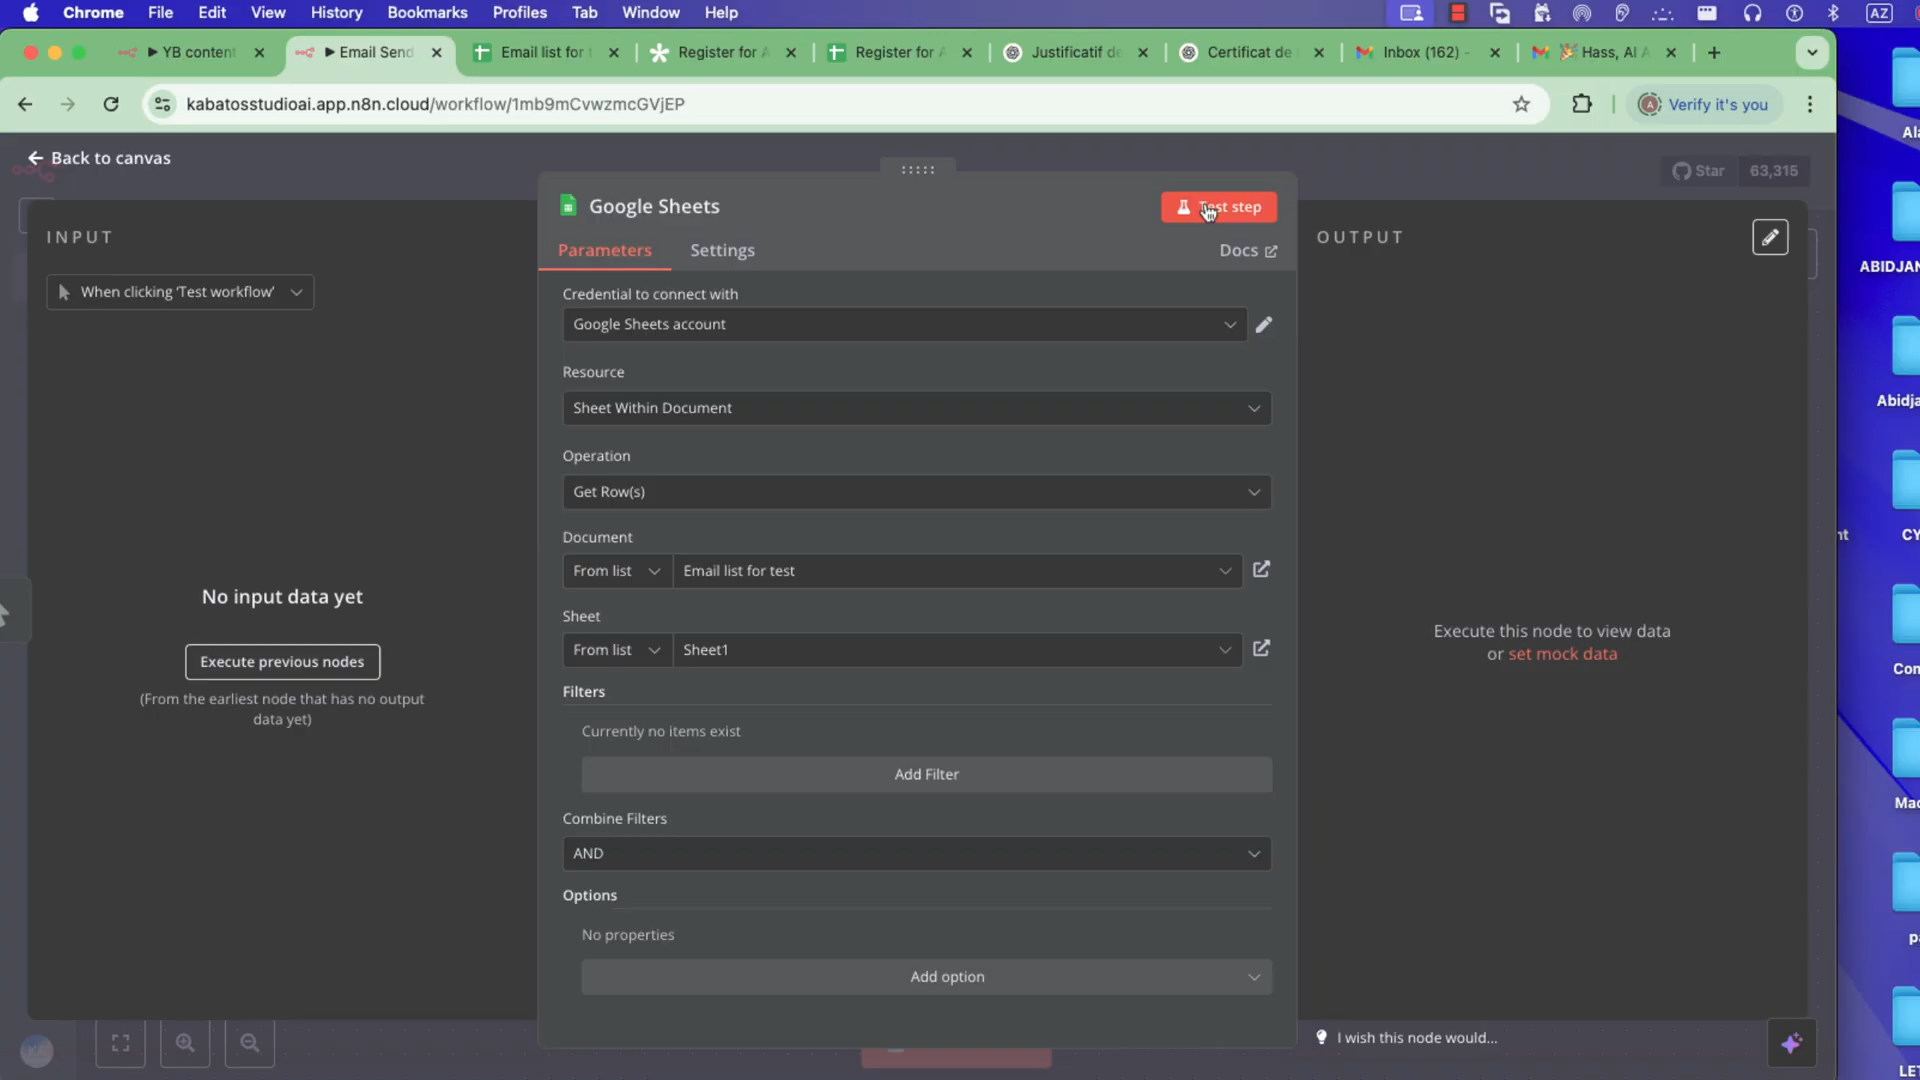 Chrome File Edit View History Bookmarks Profiles Tab Window Help AZ
YB content Email Send Email list for Register for Register for Justificatif Certificat de Inbox (162) - Hass, AI
kabatosstudioai.app.n8n.cloud/workflow/1mb9mCvwzmcGVjEP
Verify it's you
Back to canvas
Star 63,315
INPUT
When clicking ‘Test workflow’
No input data yet
Execute previous nodes
(From the earliest node that has no output
data yet)
Google Sheets
Test step
Parameters Settings Docs
Credential to connect with
Google Sheets account
Resource
Sheet Within Document
Operation
Get Row(s)
Document
From list Email list for test
Sheet
From list Sheet1
Filters
Currently no items exist
Add Filter
Combine Filters
AND
Options
No properties
Add option
OUTPUT
Execute this node to view data
or set mock data
I wish this node would...
ABIDJAN
CY